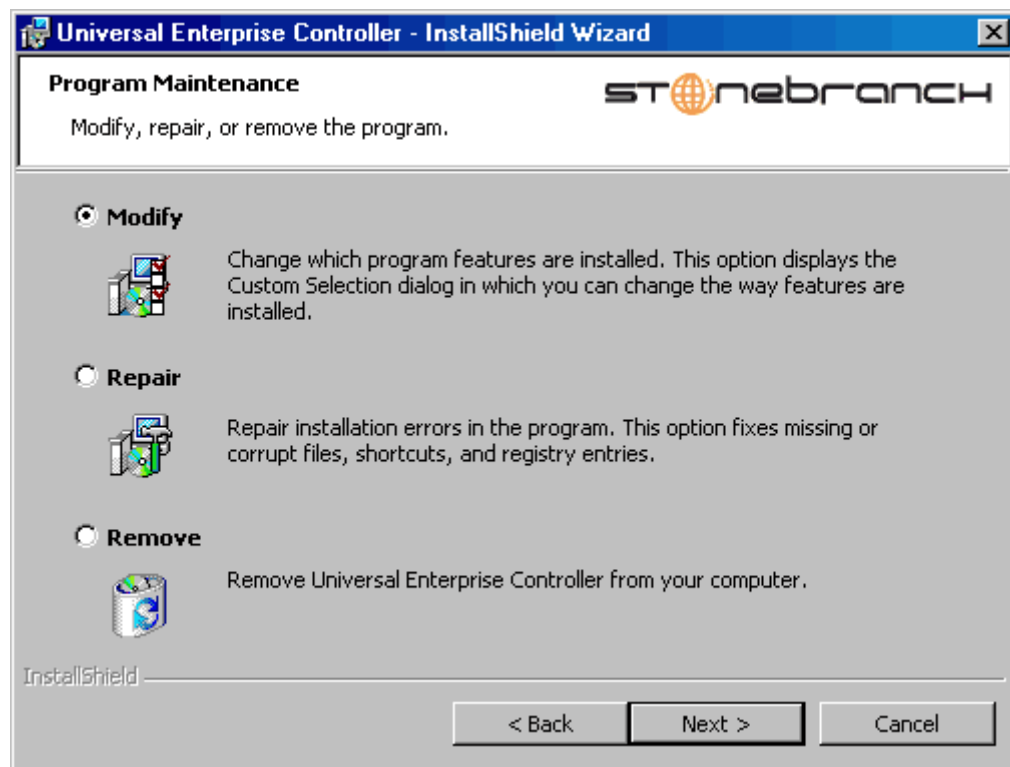 Universal Enterprise Controller - InstallShield Wizard
Program Maintenance
Modify, repair, or remove the program.
STONEBRANCH
Modify
Change which program features are installed. This option displays the
Custom Selection dialog in which you can change the way features are
installed.
Repair
Repair installation errors in the program. This option fixes missing or
corrupt files, shortcuts, and registry entries.
Remove
Remove Universal Enterprise Controller from your computer.
InstallShield
< Back
Next >
Cancel